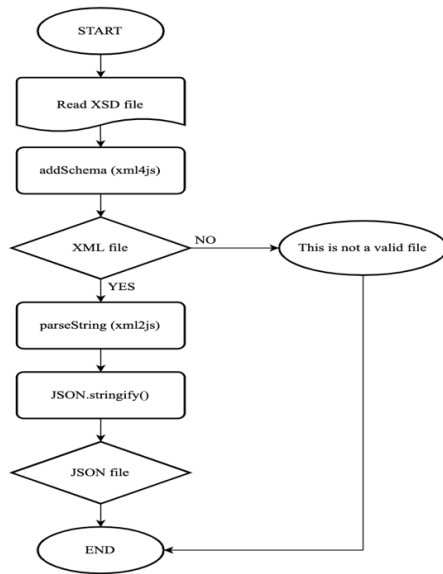 START
Read XSD file
addSchema (xml4js)
XML file
NO
This is not a valid file
YES
parseString (xml2js)
JSON.stringify()
JSON file
END